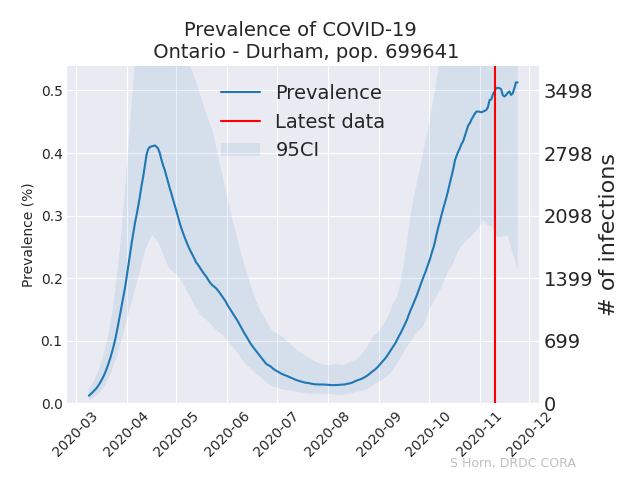 Prevalence of COVID-19
Ontario - Durham, pop. 699641
Prevalence (%)
0.5
0.4
0.3
0.2
0.1
0.0
Prevalence
Latest data
95CI
3498
2798
2098
1399
699
0
# of infections
2020-03
2020-04
2020-05
2020-06
2020-07
2020-08
2020-09
2020-10
2020-11
2020-12
S Horn, DRDC CORA